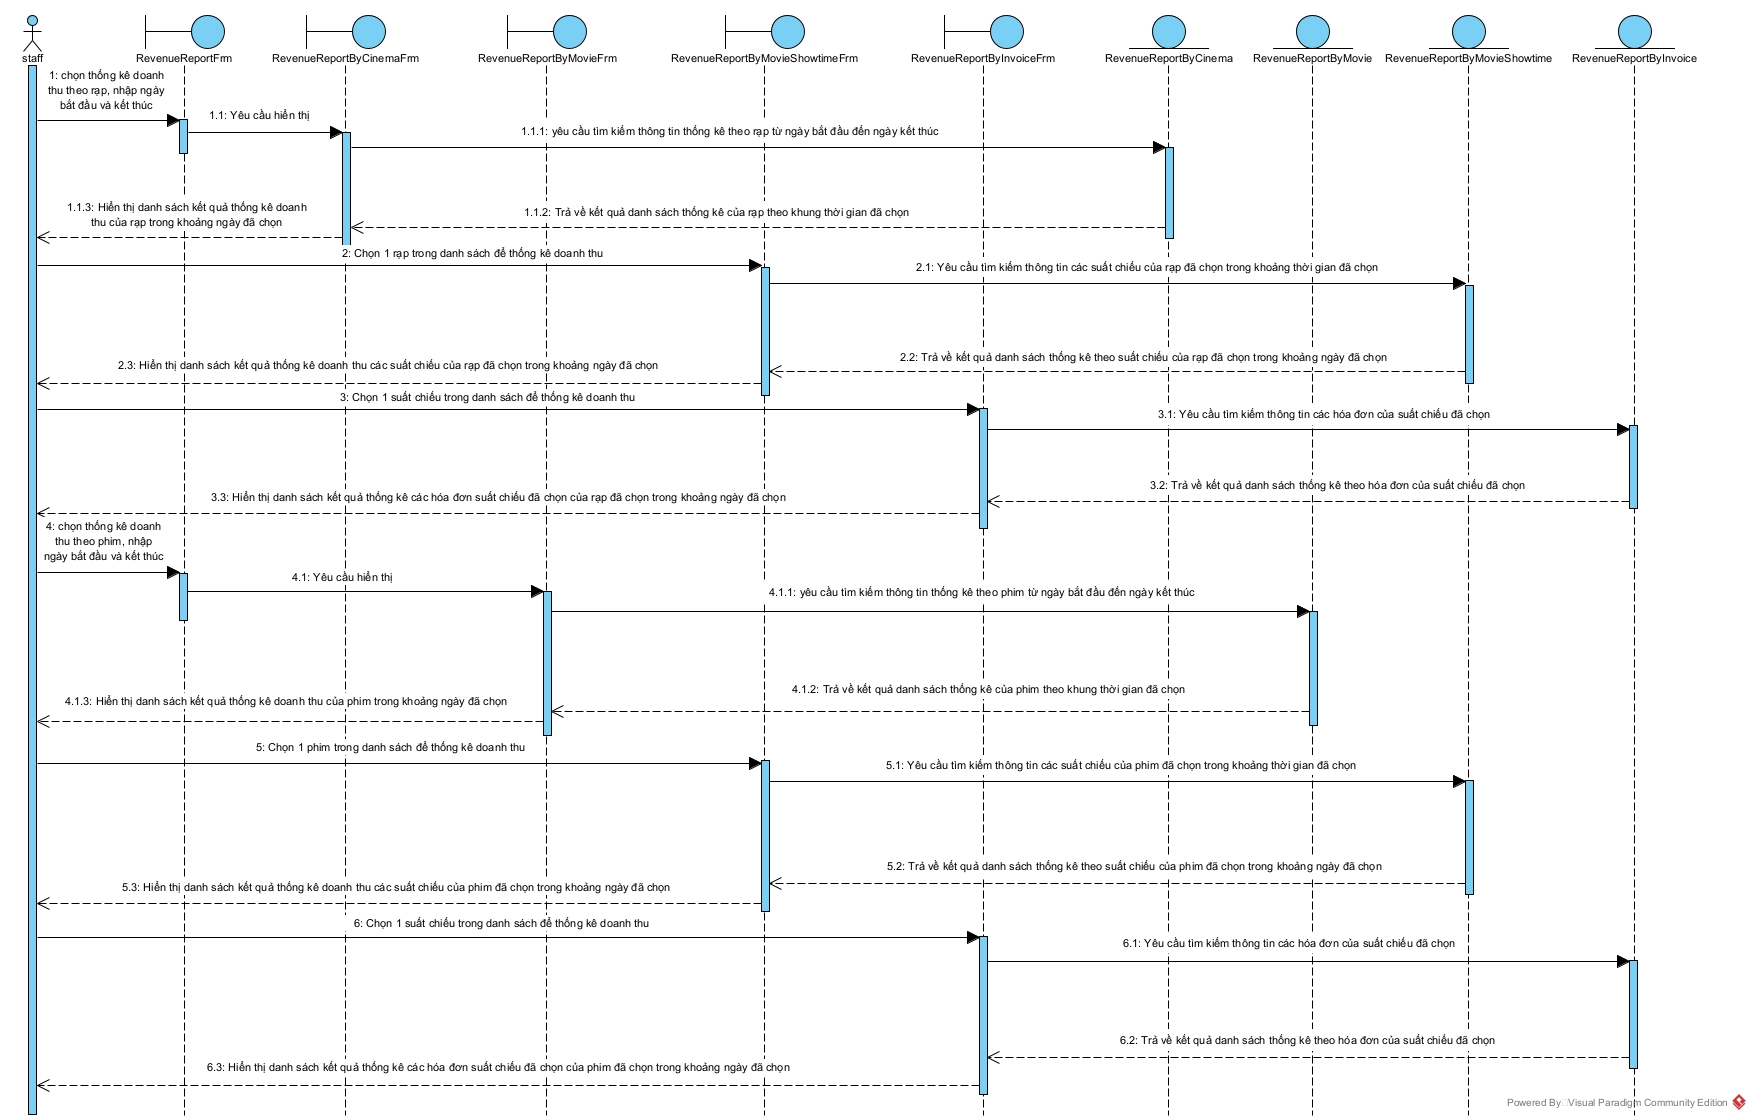 staff
RevenueReportFrm
RevenueReportByCinemaFrm
RevenueReportByMovieFrm
RevenueReportByMovieShowtimeFrm
RevenueReportByInvoiceFrm
RevenueReportByCinema
RevenueReportByMovie
RevenueReportByMovieShowtime
RevenueReportByInvoice
1: chọn thống kê doanh
thu theo rạp, nhập ngày
bắt đầu và kết thúc
1.1: Yêu cầu hiển thị
1.1.1: yêu cầu tìm kiếm thông tin thống kê theo rạp từ ngày bắt đầu đến ngày kết thúc
1.1.2: Trả về kết quả danh sách thống kê của rạp theo khung thời gian đã chọn
1.1.3: Hiển thị danh sách kết quả thống kê doanh
thu của rạp trong khoảng ngày đã chọn
2: Chọn 1 rạp trong danh sách để thống kê doanh thu
2.1: Yêu cầu tìm kiếm thông tin các suất chiếu của rạp đã chọn trong khoảng thời gian đã chọn
2.2: Trả về kết quả danh sách thống kê theo suất chiếu của rạp đã chọn trong khoảng ngày đã chọn
2.3: Hiển thị danh sách kết quả thống kê doanh thu các suất chiếu của rạp đã chọn trong khoảng ngày đã chọn
3: Chọn 1 suất chiếu trong danh sách để thống kê doanh thu
3.1: Yêu cầu tìm kiếm thông tin các hóa đơn của suất chiếu đã chọn
3.2: Trả về kết quả danh sách thống kê theo hóa đơn của suất chiếu đã chọn
3.3: Hiển thị danh sách kết quả thống kê các hóa đơn suất chiếu đã chọn của rạp đã chọn trong khoảng ngày đã chọn
4: chọn thống kê doanh
thu theo phim, nhập
ngày bắt đầu và kết thúc
4.1: Yêu cầu hiển thị
4.1.1: yêu cầu tìm kiếm thông tin thống kê theo phim từ ngày bắt đầu đến ngày kết thúc
4.1.2: Trả về kết quả danh sách thống kê của phim theo khung thời gian đã chọn
4.1.3: Hiển thị danh sách kết quả thống kê doanh thu của phim trong khoảng ngày đã chọn
5: Chọn 1 phim trong danh sách để thống kê doanh thu
5.1: Yêu cầu tìm kiếm thông tin các suất chiếu của phim đã chọn trong khoảng thời gian đã chọn
5.2: Trả về kết quả danh sách thống kê theo suất chiếu của phim đã chọn trong khoảng ngày đã chọn
5.3: Hiển thị danh sách kết quả thống kê doanh thu các suất chiếu của phim đã chọn trong khoảng ngày đã chọn
6: Chọn 1 suất chiếu trong danh sách để thống kê doanh thu
6.1: Yêu cầu tìm kiếm thông tin các hóa đơn của suất chiếu đã chọn
6.2: Trả về kết quả danh sách thống kê theo hóa đơn của suất chiếu đã chọn
6.3: Hiển thị danh sách kết quả thống kê các hóa đơn suất chiếu đã chọn của phim đã chọn trong khoảng ngày đã chọn
Powered By Visual Paradigm Community Edition